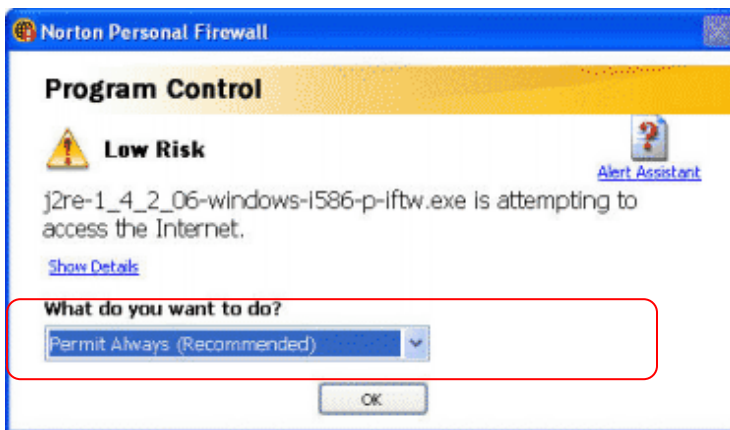 Norton Personal Firewall
Program Control
Low Risk
Alert Assistant
j2re-1_4_2_06-windows-i586-p-iftw.exe is attempting to
access the Internet.
Show Details
What do you want to do?
Permit Always (Recommended)
OK